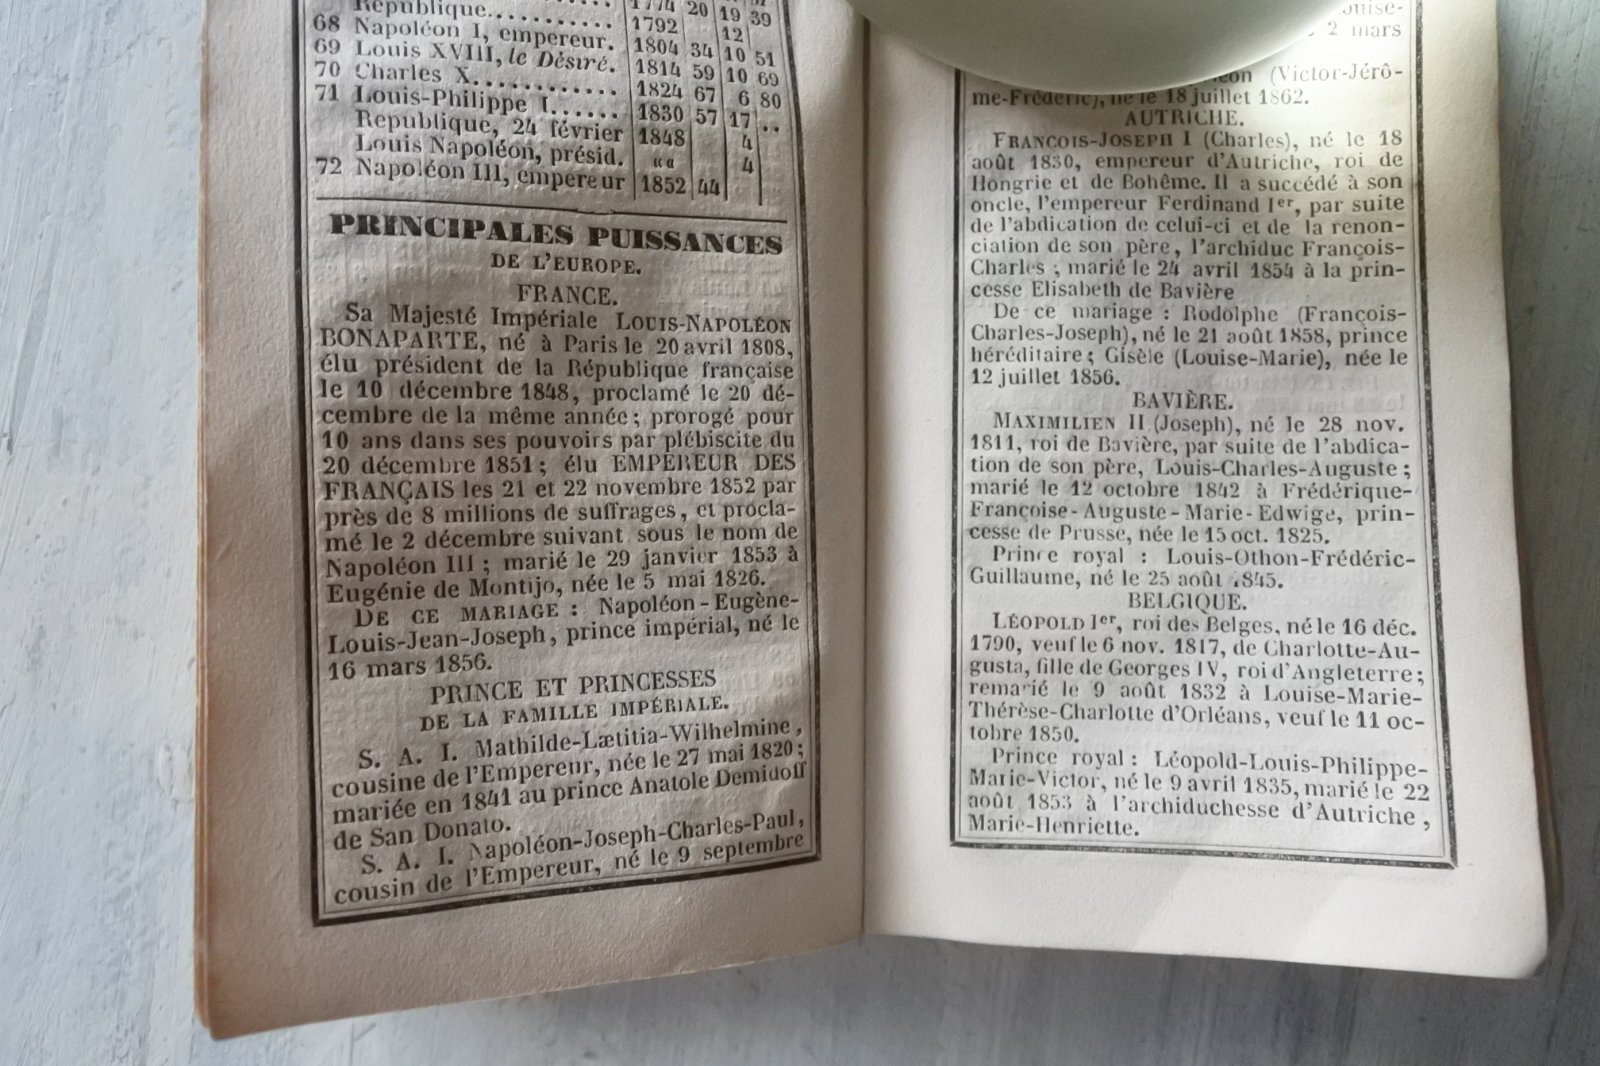 République.......... 1774 20 19 39
1792 12
68 Napoléon I, empereur. 1804 34 10 51
69 Louis XVIII, le Désiré. 1814 59 10 69
70 Charles X............ 1824 67 6 80
71 Louis-Philippe I...... 1830 57 17 ..
Republique, 24 février 1848 4
Louis Napoléon, présid. «« 4
72 Napoléon III, empereur 1852 44
PRINCIPALES PUISSANCES
DE L'EUROPE.
FRANCE.
Sa Majesté Impériale LOUIS-NAPOLÉON
BONAPARTE, né à Paris le 20 avril 1808,
élu président de la République française
le 10 décembre 1848, proclamé le 20 dé-
cembre de la même année; prorogé pour
10 ans dans ses pouvoirs par plébiscite du
20 décembre 1851; élu EMPEREUR DES
FRANÇAIS les 21 et 22 novembre 1852 par
près de 8 millions de suffrages, et procla-
mé le 2 décembre suivant sous le nom de
Napoléon III; marié le 29 janvier 1853 à
Eugénie de Montijo, née le 5 mai 1826.
DE CE MARIAGE: Napoléon-Eugène-
Louis-Jean-Joseph, prince impérial, né le
16 mars 1856.
PRINCE ET PRINCESSES
DE LA FAMILLE IMPÉRIALE.
S. A. I. Mathilde-Lætitia-Wilhelmine,
cousine de l'Empereur, née le 27 mai 1820;
mariée en 1841 au prince Anatole Demidoff
de San Donato.
S. A. I. Napoléon-Joseph-Charles-Paul,
cousin de l'Empereur, né le 9 septembre
2 mars
(Victor-Jérô-
me-Fréderic), né le 18 juillet 1862.
AUTRICHE.
FRANCOIS-JOSEPH I (Charles), né le 18
août 1830, empereur d'Autriche, roi de
Hongrie et de Bohême. Il a succédé à son
oncle, l'empereur Ferdinand Ier, par suite
de l'abdication de celui-ci et de la renon-
ciation de son père, l'archiduc François-
Charles; marié le 24 avril 1854 à la prin-
cesse Elisabeth de Bavière
De ce mariage: Rodolphe (François-
Charles-Joseph), né le 21 août 1858, prince
héréditaire; Gisèle (Louise-Marie), née le
12 juillet 1856.
BAVIÈRE.
MAXIMILIEN II (Joseph), né le 28 nov.
1811, roi de Bavière, par suite de l'abdica-
tion de son père, Louis-Charles-Auguste;
marié le 12 octobre 1842 à Frédérique-
Françoise-Auguste-Marie-Edwige, prin-
cesse de Prusse, née le 15 oct. 1825.
Prince royal: Louis-Othon-Frédéric-
Guillaume, né le 25 août 1845.
BELGIQUE.
LÉOPOLD Ier, roi des Belges, né le 16 déc.
1790, veuf le 6 nov. 1817, de Charlotte-Au-
gusta, fille de Georges IV, roi d'Angleterre;
remarié le 9 août 1832 à Louise-Marie-
Thérèse-Charlotte d'Orléans, veuf le 11 oc-
tobre 1850.
Prince royal: Léopold-Louis-Philippe-
Marie-Victor, né le 9 avril 1835, marié le 22
août 1853 à l'archiduchesse d'Autriche,
Marie-Henriette.